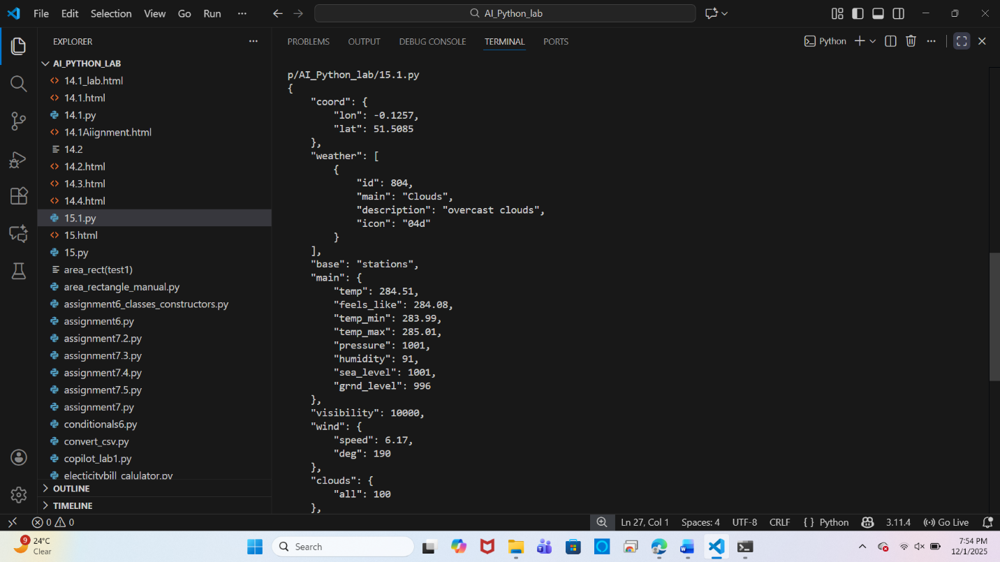 File Edit Selection View Go Run ··· AI_Python_lab
EXPLORER ···
AI_PYTHON_LAB
14.1_lab.html
14.1.html
14.1.py
14.1Aiignment.html
14.2
14.2.html
14.3.html
14.4.html
15.1.py
15.html
15.py
area_rect(test1)
area_rectangle_manual.py
assignment6_classes_constructors.py
assignment6.py
assignment7.2.py
assignment7.3.py
assignment7.4.py
assignment7.5.py
assignment7.py
conditionals6.py
convert_csv.py
copilot_lab1.py
electicitybill_calulator.py
OUTLINE
TIMELINE
PROBLEMS OUTPUT DEBUG CONSOLE TERMINAL PORTS Python ···
p/AI_Python_lab/15.1.py
{
    "coord": {
        "lon": -0.1257,
        "lat": 51.5085
    },
    "weather": [
        {
            "id": 804,
            "main": "Clouds",
            "description": "overcast clouds",
            "icon": "04d"
        }
    ],
    "base": "stations",
    "main": {
        "temp": 284.51,
        "feels_like": 284.08,
        "temp_min": 283.99,
        "temp_max": 285.01,
        "pressure": 1001,
        "humidity": 91,
        "sea_level": 1001,
        "grnd_level": 996
    },
    "visibility": 10000,
    "wind": {
        "speed": 6.17,
        "deg": 190
    },
    "clouds": {
        "all": 100
    },
0 0 Ln 27, Col 1 Spaces: 4 UTF-8 CRLF { } Python 3.11.4 Go Live
9 24°C
Clear
Search
7:54 PM
12/1/2025